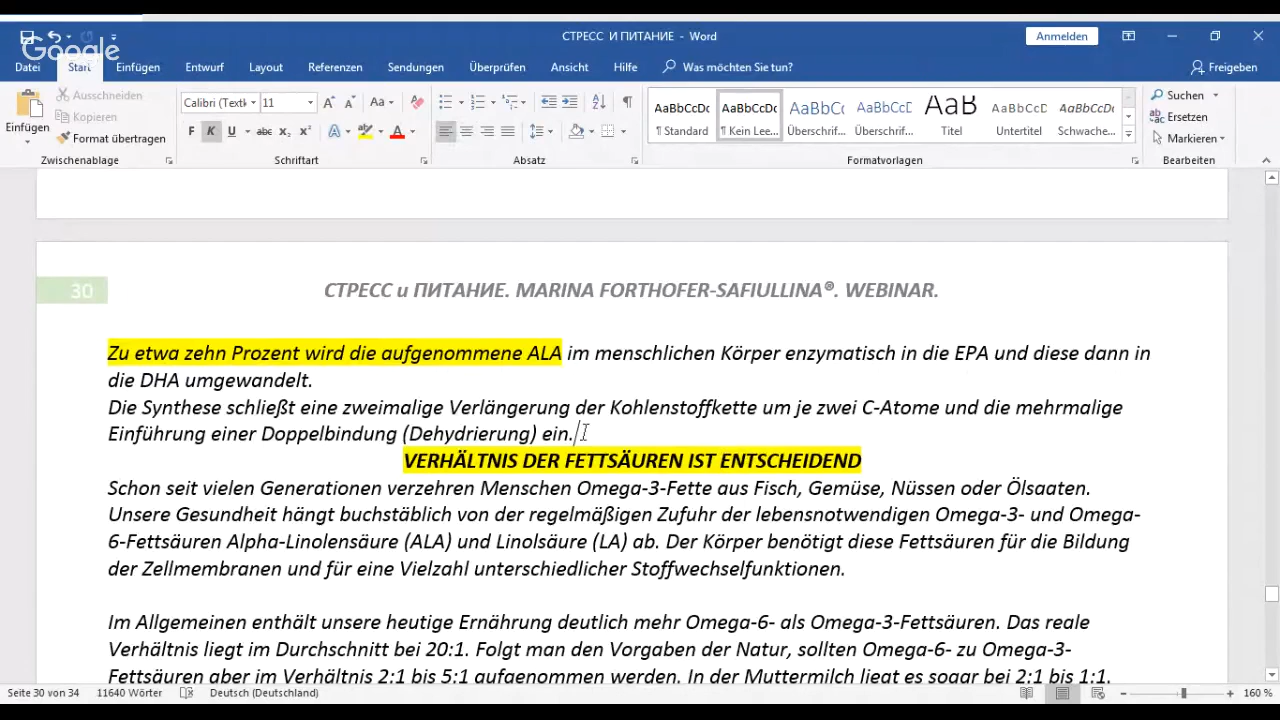 СТРЕСС И ПИТАНИЕ - Word
Anmelden
Google
Datei Start Einfügen Entwurf Layout Referenzen Sendungen Überprüfen Ansicht Hilfe Was möchten Sie tun? Freigeben
Einfügen
Ausschneiden
Kopieren
Format übertragen
Zwischenablage
Calibri (Textk 11
F K U abc x₂ x²
Schriftart
Absatz
AaBbCcDc AaBbCcDc AaBbCc AaBbCcD AaB AaBbCcD AaBbCcDc
¶ Standard ¶ Kein Lee... Überschrif... Überschrif... Titel Untertitel Schwache...
Formatvorlagen
Suchen
Ersetzen
Markieren
Bearbeiten
30
СТРЕСС и ПИТАНИЕ. MARINA FORTHOFER-SAFIULLINA®. WEBINAR.
Zu etwa zehn Prozent wird die aufgenommene ALA im menschlichen Körper enzymatisch in die EPA und diese dann in
die DHA umgewandelt.
Die Synthese schließt eine zweimalige Verlängerung der Kohlenstoffkette um je zwei C-Atome und die mehrmalige
Einführung einer Doppelbindung (Dehydrierung) ein.
VERHÄLTNIS DER FETTSÄUREN IST ENTSCHEIDEND
Schon seit vielen Generationen verzehren Menschen Omega-3-Fette aus Fisch, Gemüse, Nüssen oder Ölsaaten.
Unsere Gesundheit hängt buchstäblich von der regelmäßigen Zufuhr der lebensnotwendigen Omega-3- und Omega-
6-Fettsäuren Alpha-Linolensäure (ALA) und Linolsäure (LA) ab. Der Körper benötigt diese Fettsäuren für die Bildung
der Zellmembranen und für eine Vielzahl unterschiedlicher Stoffwechselfunktionen.
Im Allgemeinen enthält unsere heutige Ernährung deutlich mehr Omega-6- als Omega-3-Fettsäuren. Das reale
Verhältnis liegt im Durchschnitt bei 20:1. Folgt man den Vorgaben der Natur, sollten Omega-6- zu Omega-3-
Fettsäuren aber im Verhältnis 2:1 bis 5:1 aufgenommen werden. In der Muttermilch liegt es sogar bei 2:1 bis 1:1.
Seite 30 von 34 11640 Wörter Deutsch (Deutschland) 160 %